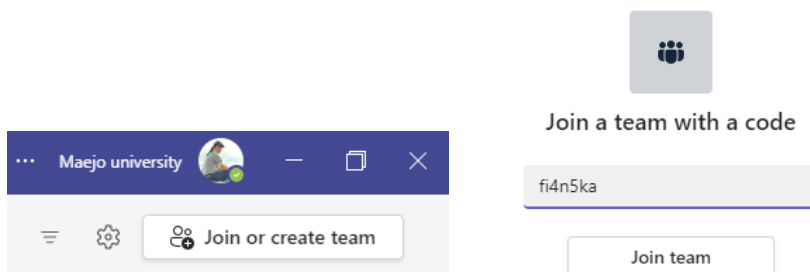 Maejo university
Join or create team
Join a team with a code
fi4n5ka
Join team